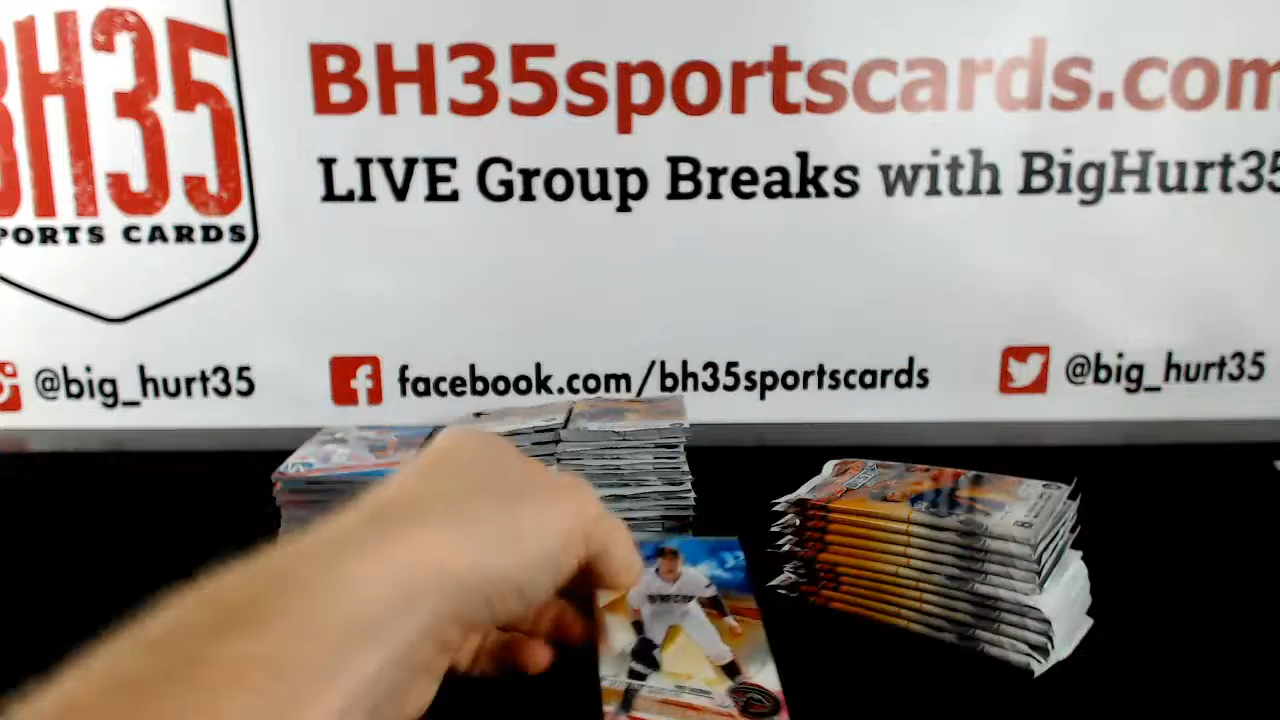 BH35
PORTS CARDS
BH35sportscards.com
LIVE Group Breaks with BigHurt35
@big_hurt35
facebook.com/bh35sportscards
@big_hurt35